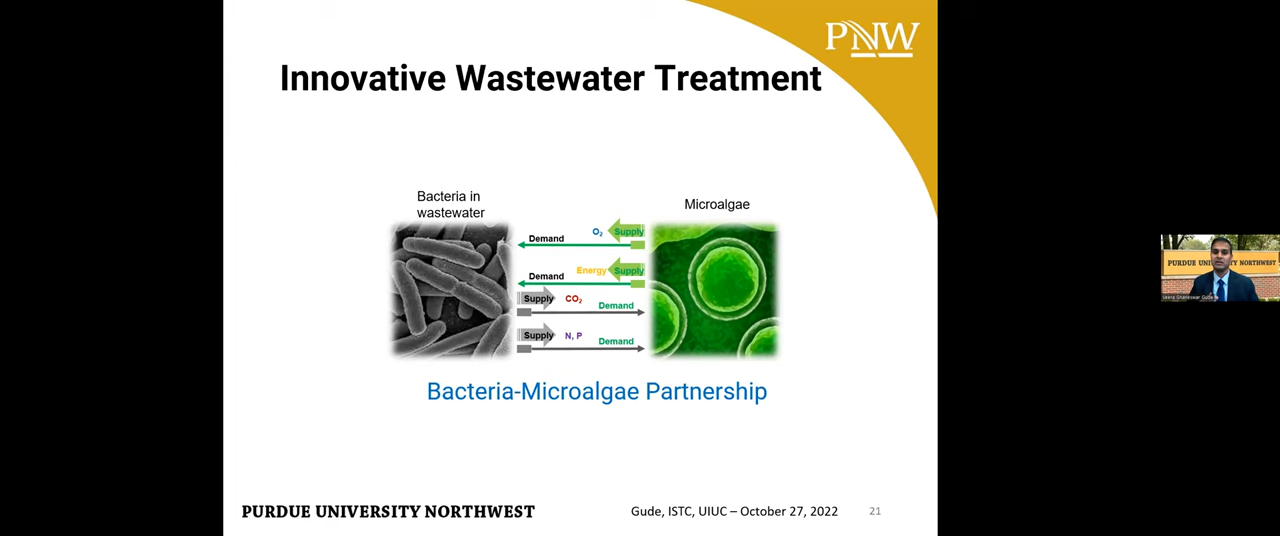 PNW
Innovative Wastewater Treatment
Bacteria in
wastewater
Microalgae
O₂ Supply
Demand
Energy Supply
Demand
Supply CO₂
Demand
Supply N, P
Demand
Bacteria-Microalgae Partnership
PURDUE UNIVERSITY NORTHWEST
Gude, ISTC, UIUC – October 27, 2022 21
PURDUE UNIVERSITY NORTHWEST